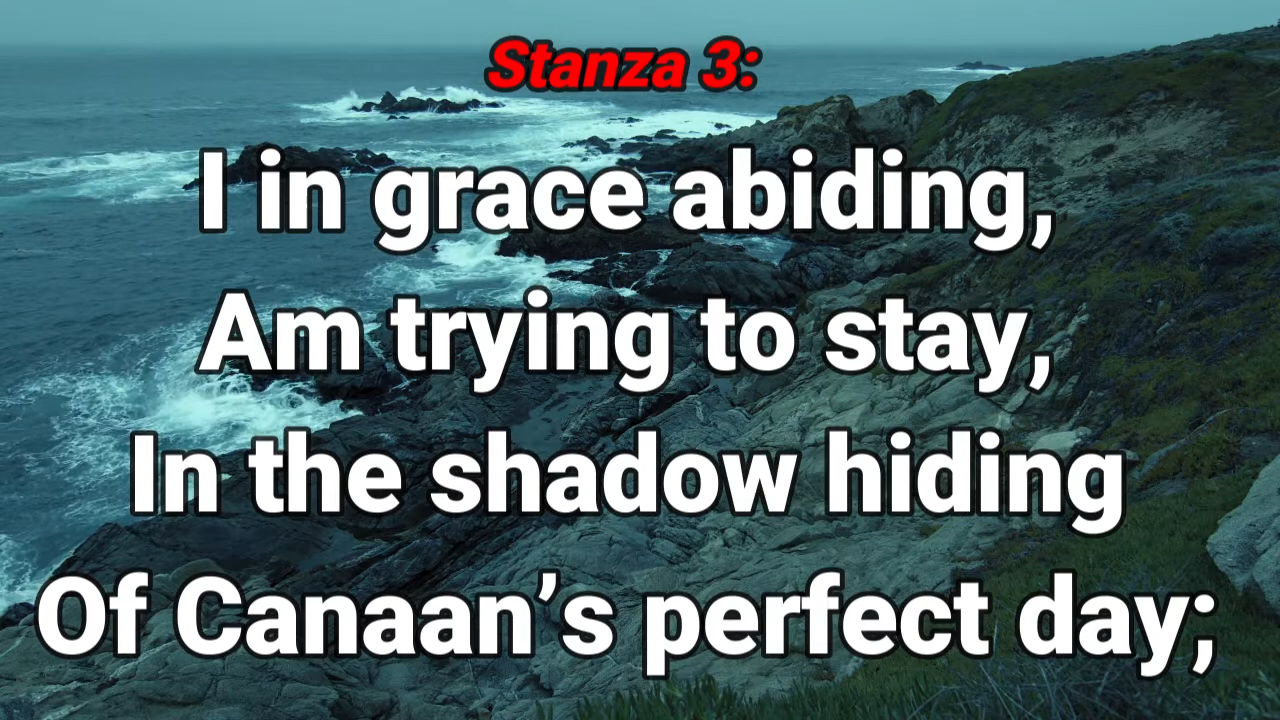 Stanza 3:
I in grace abiding,
Am trying to stay,
In the shadow hiding
Of Canaan’s perfect day;